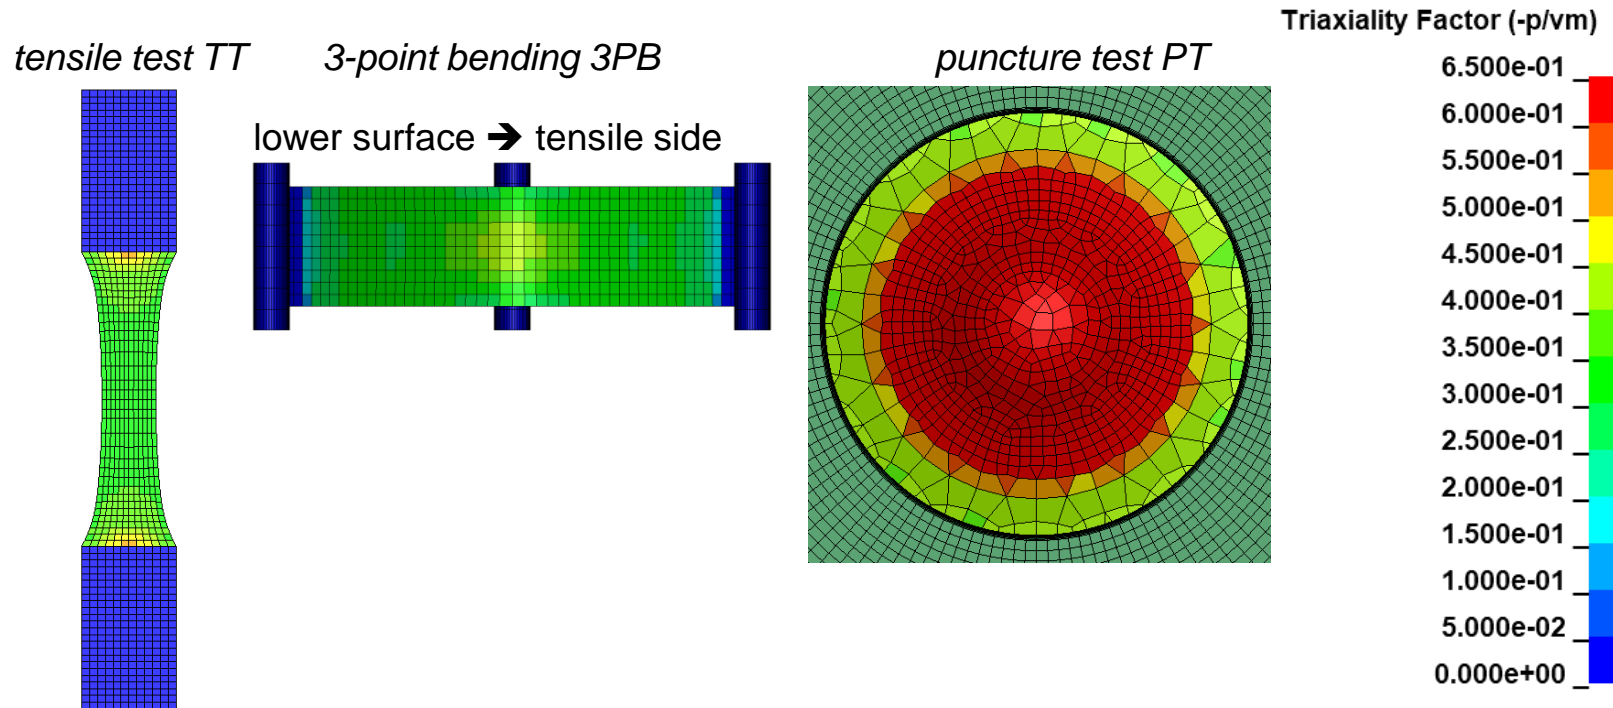 Triaxiality Factor (-p/vm)
tensile test TT
3-point bending 3PB
puncture test PT
lower surface ➔ tensile side
6.500e-01
6.000e-01
5.500e-01
5.000e-01
4.500e-01
4.000e-01
3.500e-01
3.000e-01
2.500e-01
2.000e-01
1.500e-01
1.000e-01
5.000e-02
0.000e+00